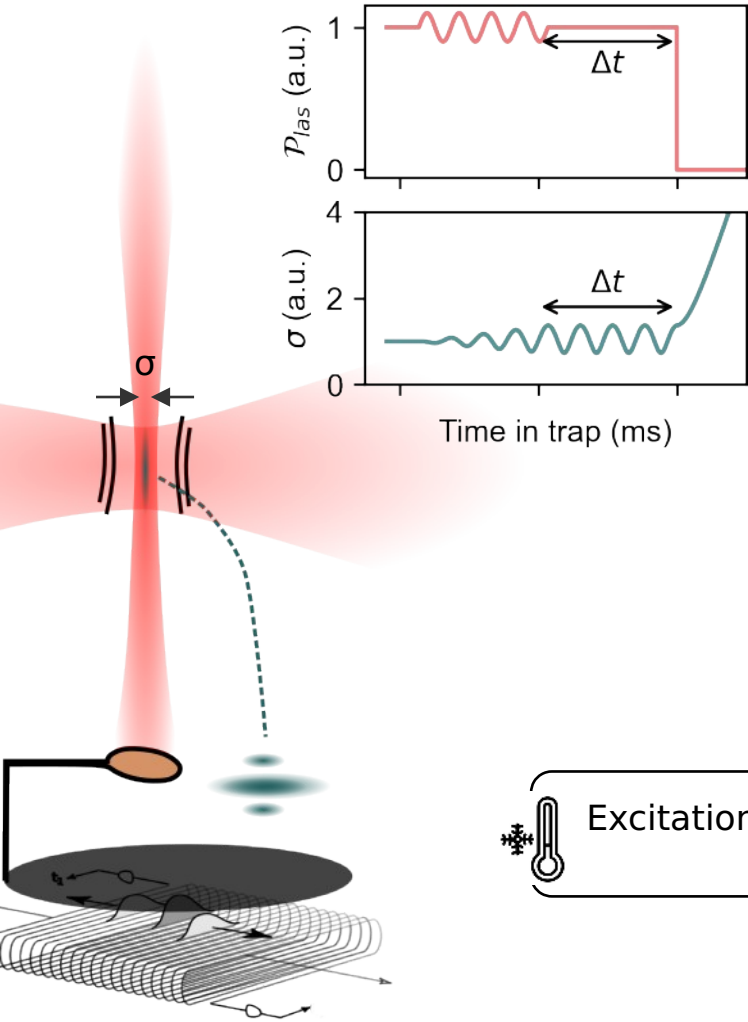 1
𝒫las (a.u.)
Δt
0
4
σ (a.u.)
Δt
2
0
Time in trap (ms)
σ
Excitation